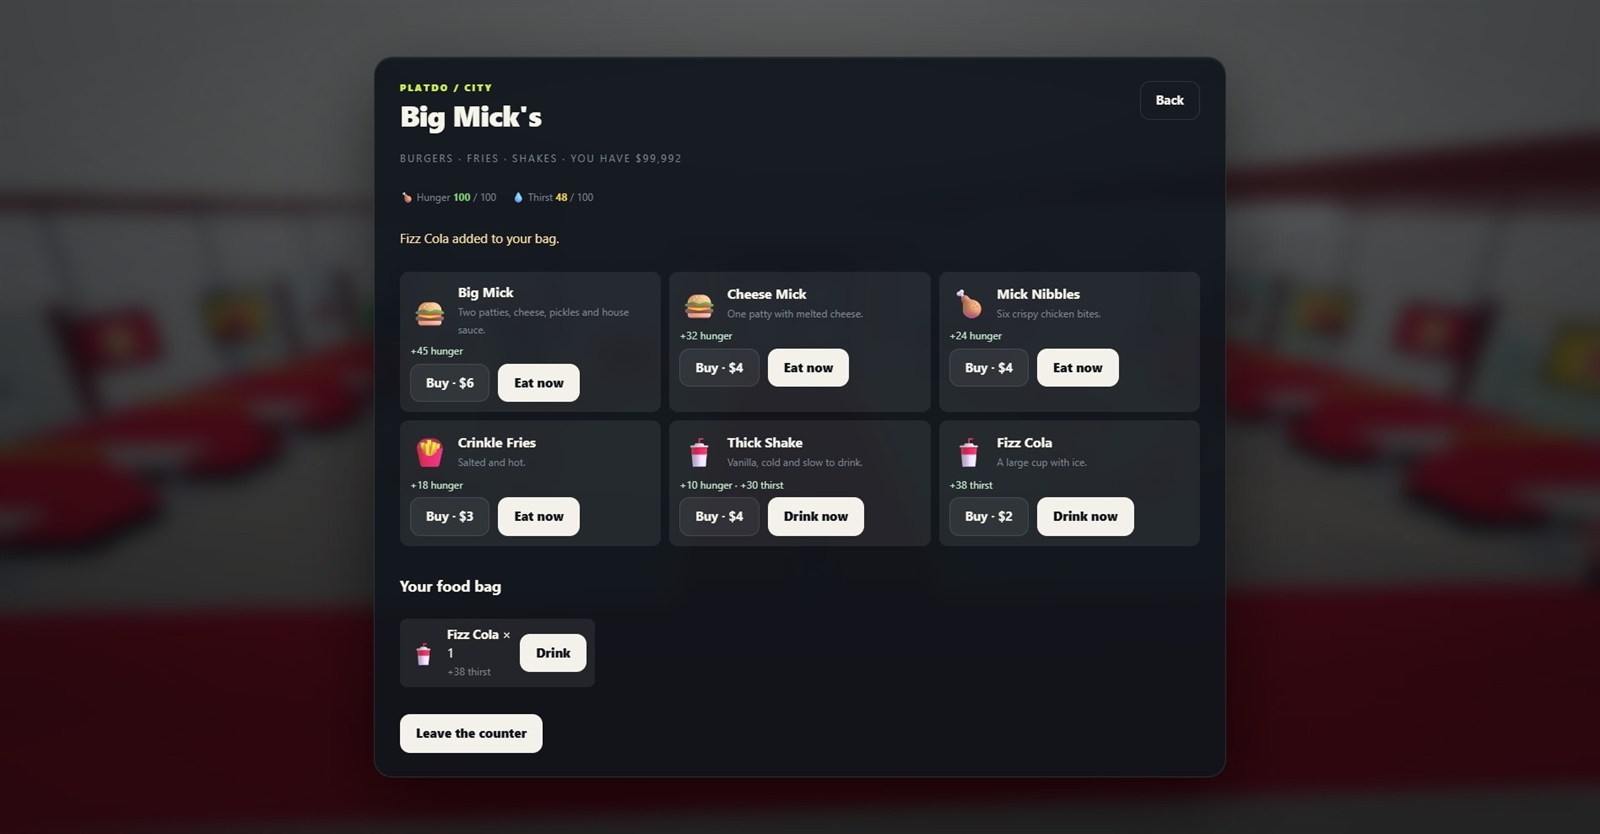 PLATDO / CITY
Big Mick's
Back
BURGERS · FRIES · SHAKES · YOU HAVE $99,992
Hunger 100 / 100 Thirst 48 / 100
Fizz Cola added to your bag.
Big Mick
Two patties, cheese, pickles and house
sauce.
+45 hunger
Buy · $6 Eat now
Cheese Mick
One patty with melted cheese.
+32 hunger
Buy · $4 Eat now
Mick Nibbles
Six crispy chicken bites.
+24 hunger
Buy · $4 Eat now
Crinkle Fries
Salted and hot.
+18 hunger
Buy · $3 Eat now
Thick Shake
Vanilla, cold and slow to drink.
+10 hunger · +30 thirst
Buy · $4 Drink now
Fizz Cola
A large cup with ice.
+38 thirst
Buy · $2 Drink now
Your food bag
Fizz Cola ×
1
+38 thirst
Drink
Leave the counter